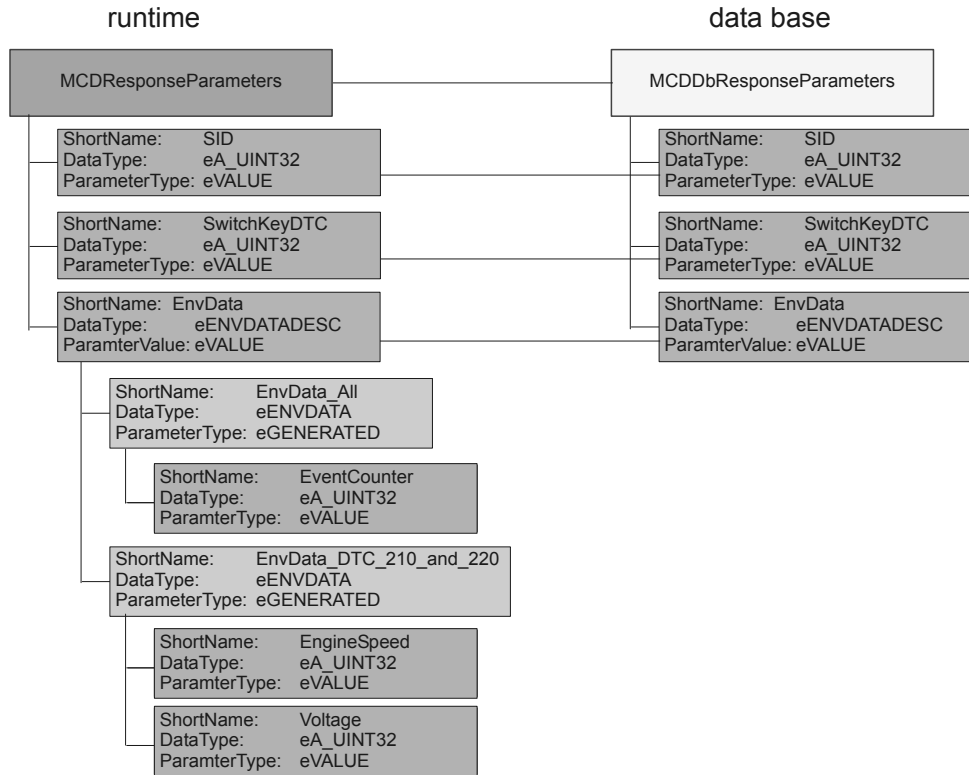 runtime
data base
MCDResponseParameters
MCDDbResponseParameters
ShortName: SID
DataType: eA_UINT32
ParameterType: eVALUE
ShortName: SID
DataType: eA_UINT32
ParameterType: eVALUE
ShortName: SwitchKeyDTC
DataType: eA_UINT32
ParameterType: eVALUE
ShortName: SwitchKeyDTC
DataType: eA_UINT32
ParameterType: eVALUE
ShortName: EnvData
DataType: eENVDATADESC
ParamterValue: eVALUE
ShortName: EnvData
DataType: eENVDATADESC
ParamterValue: eVALUE
ShortName: EnvData_All
DataType: eENVDATA
ParameterType: eGENERATED
ShortName: EventCounter
DataType: eA_UINT32
ParamterType: eVALUE
ShortName: EnvData_DTC_210_and_220
DataType: eENVDATA
ParameterType: eGENERATED
ShortName: EngineSpeed
DataType: eA_UINT32
ParamterType: eVALUE
ShortName: Voltage
DataType: eA_UINT32
ParamterType: eVALUE